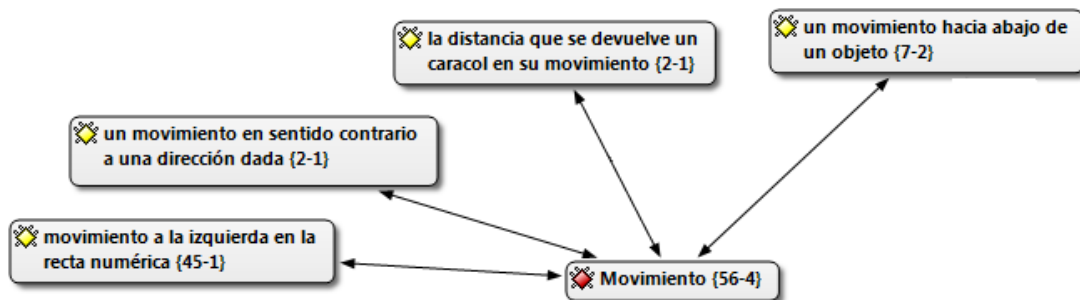 un movimiento hacia abajo de
un objeto {7-2}
la distancia que se devuelve un
caracol en su movimiento {2-1}
un movimiento en sentido contrario
a una dirección dada {2-1}
movimiento a la izquierda en la
recta numérica {45-1}
Movimiento {56-4}